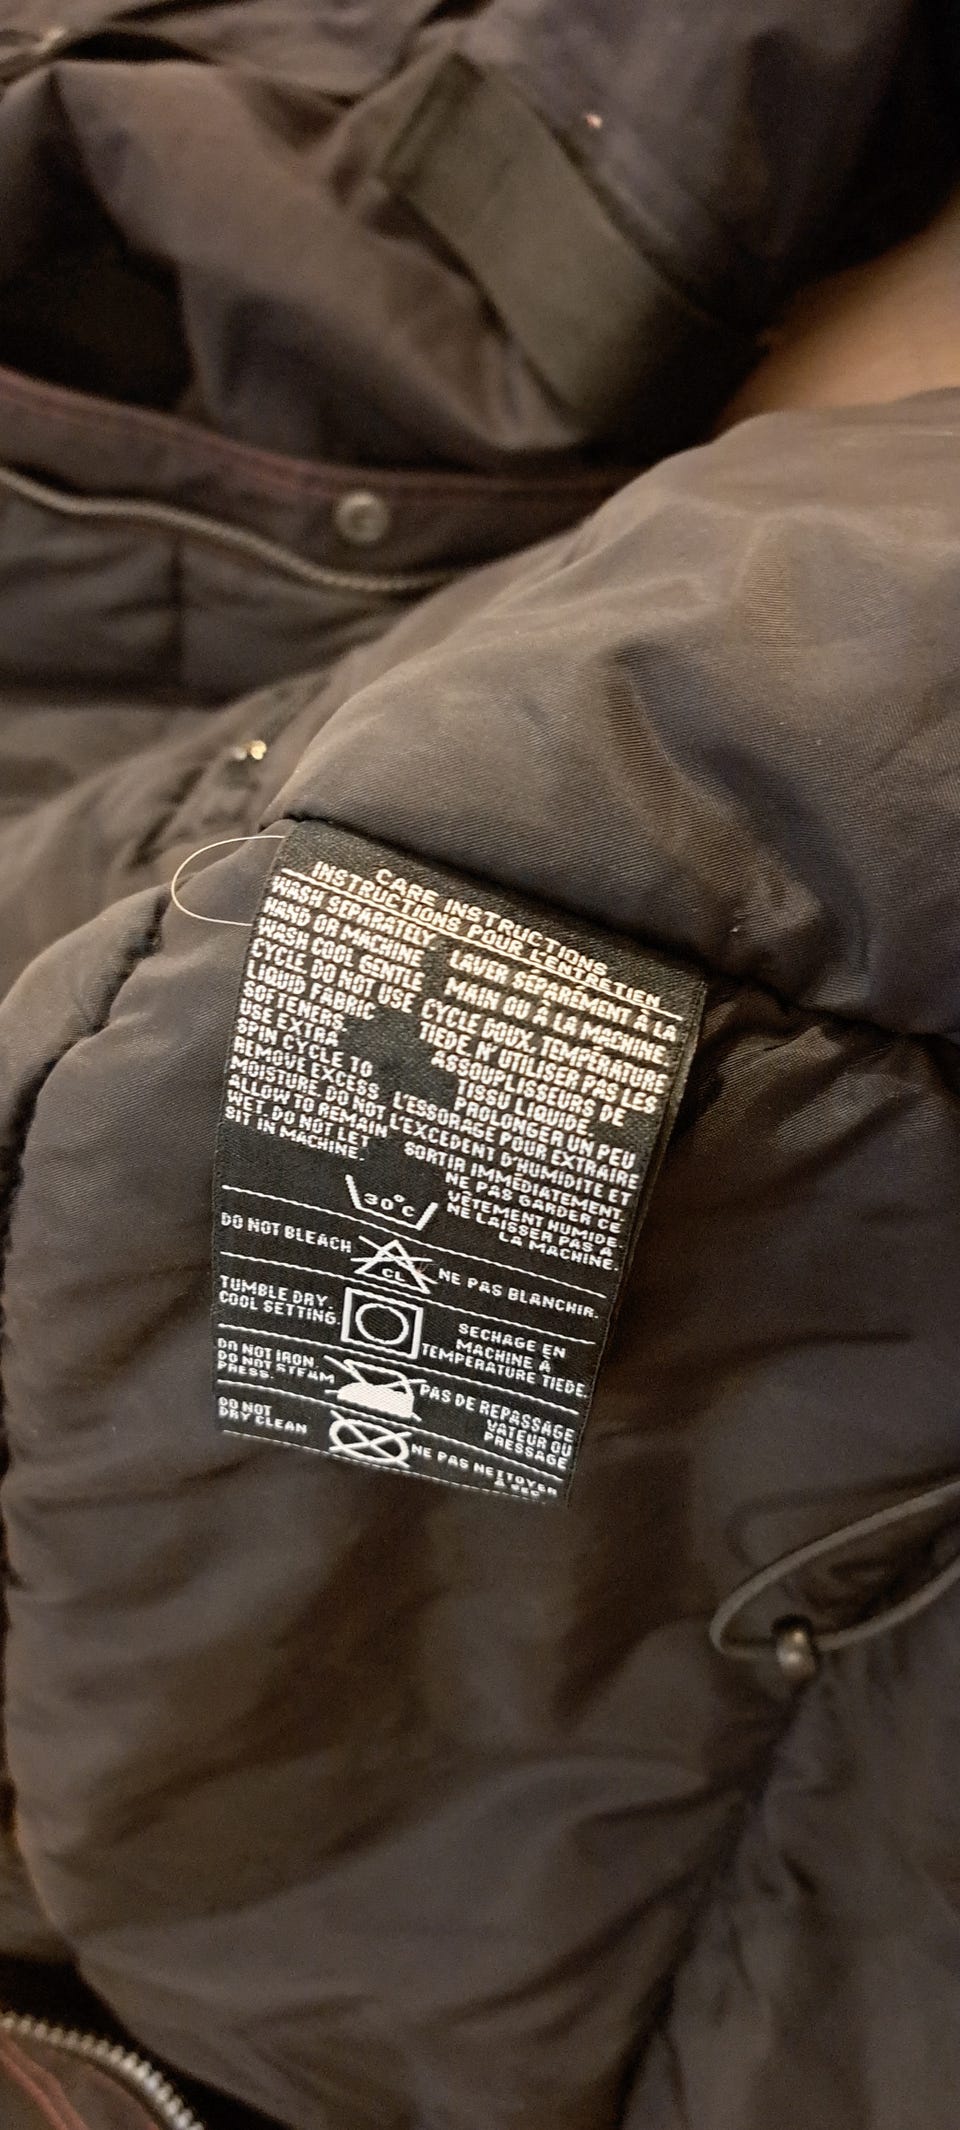 CARE INSTRUCTIONS
INSTRUCTIONS POUR L'ENTRETIEN
WASH SEPARATELY
HAND OR MACHINE
WASH COOL GENTLE
CYCLE. DO NOT USE
LIQUID FABRIC
SOFTENERS
USE EXTRA
SPIN CYCLE TO
REMOVE EXCESS
MOISTURE. DO NOT
ALLOW TO REMAIN
WET. DO NOT LET
SIT IN MACHINE.
LAVER SÉPARÉMENT À LA
MAIN OU À LA MACHINE
CYCLE DOUX, TEMPÉRATURE
TIEDE N'UTILISER PAS LES
ASSOUPLISSEURS DE
TISSU LIQUIDE.
PROLONGER UN PEU
L'ESSORAGE POUR EXTRAIRE
L'EXCEDENT D'HUMIDITE ET
SORTIR IMMÉDIATEMENT
NE PAS GARDER CE
VÊTEMENT HUMIDE.
NE LAISSER PAS A
LA MACHINE.
30°C
DO NOT BLEACH
CL
NE PAS BLANCHIR.
TUMBLE DRY.
COOL SETTING.
SECHAGE EN
MACHINE À
TEMPERATURE TIEDE.
DO NOT IRON.
DO NOT STEAM
PRESS.
PAS DE REPASSAGE
VATEUR OU
PRESSAGE
DO NOT
DRY CLEAN
NE PAS NETTOYER
A SEC